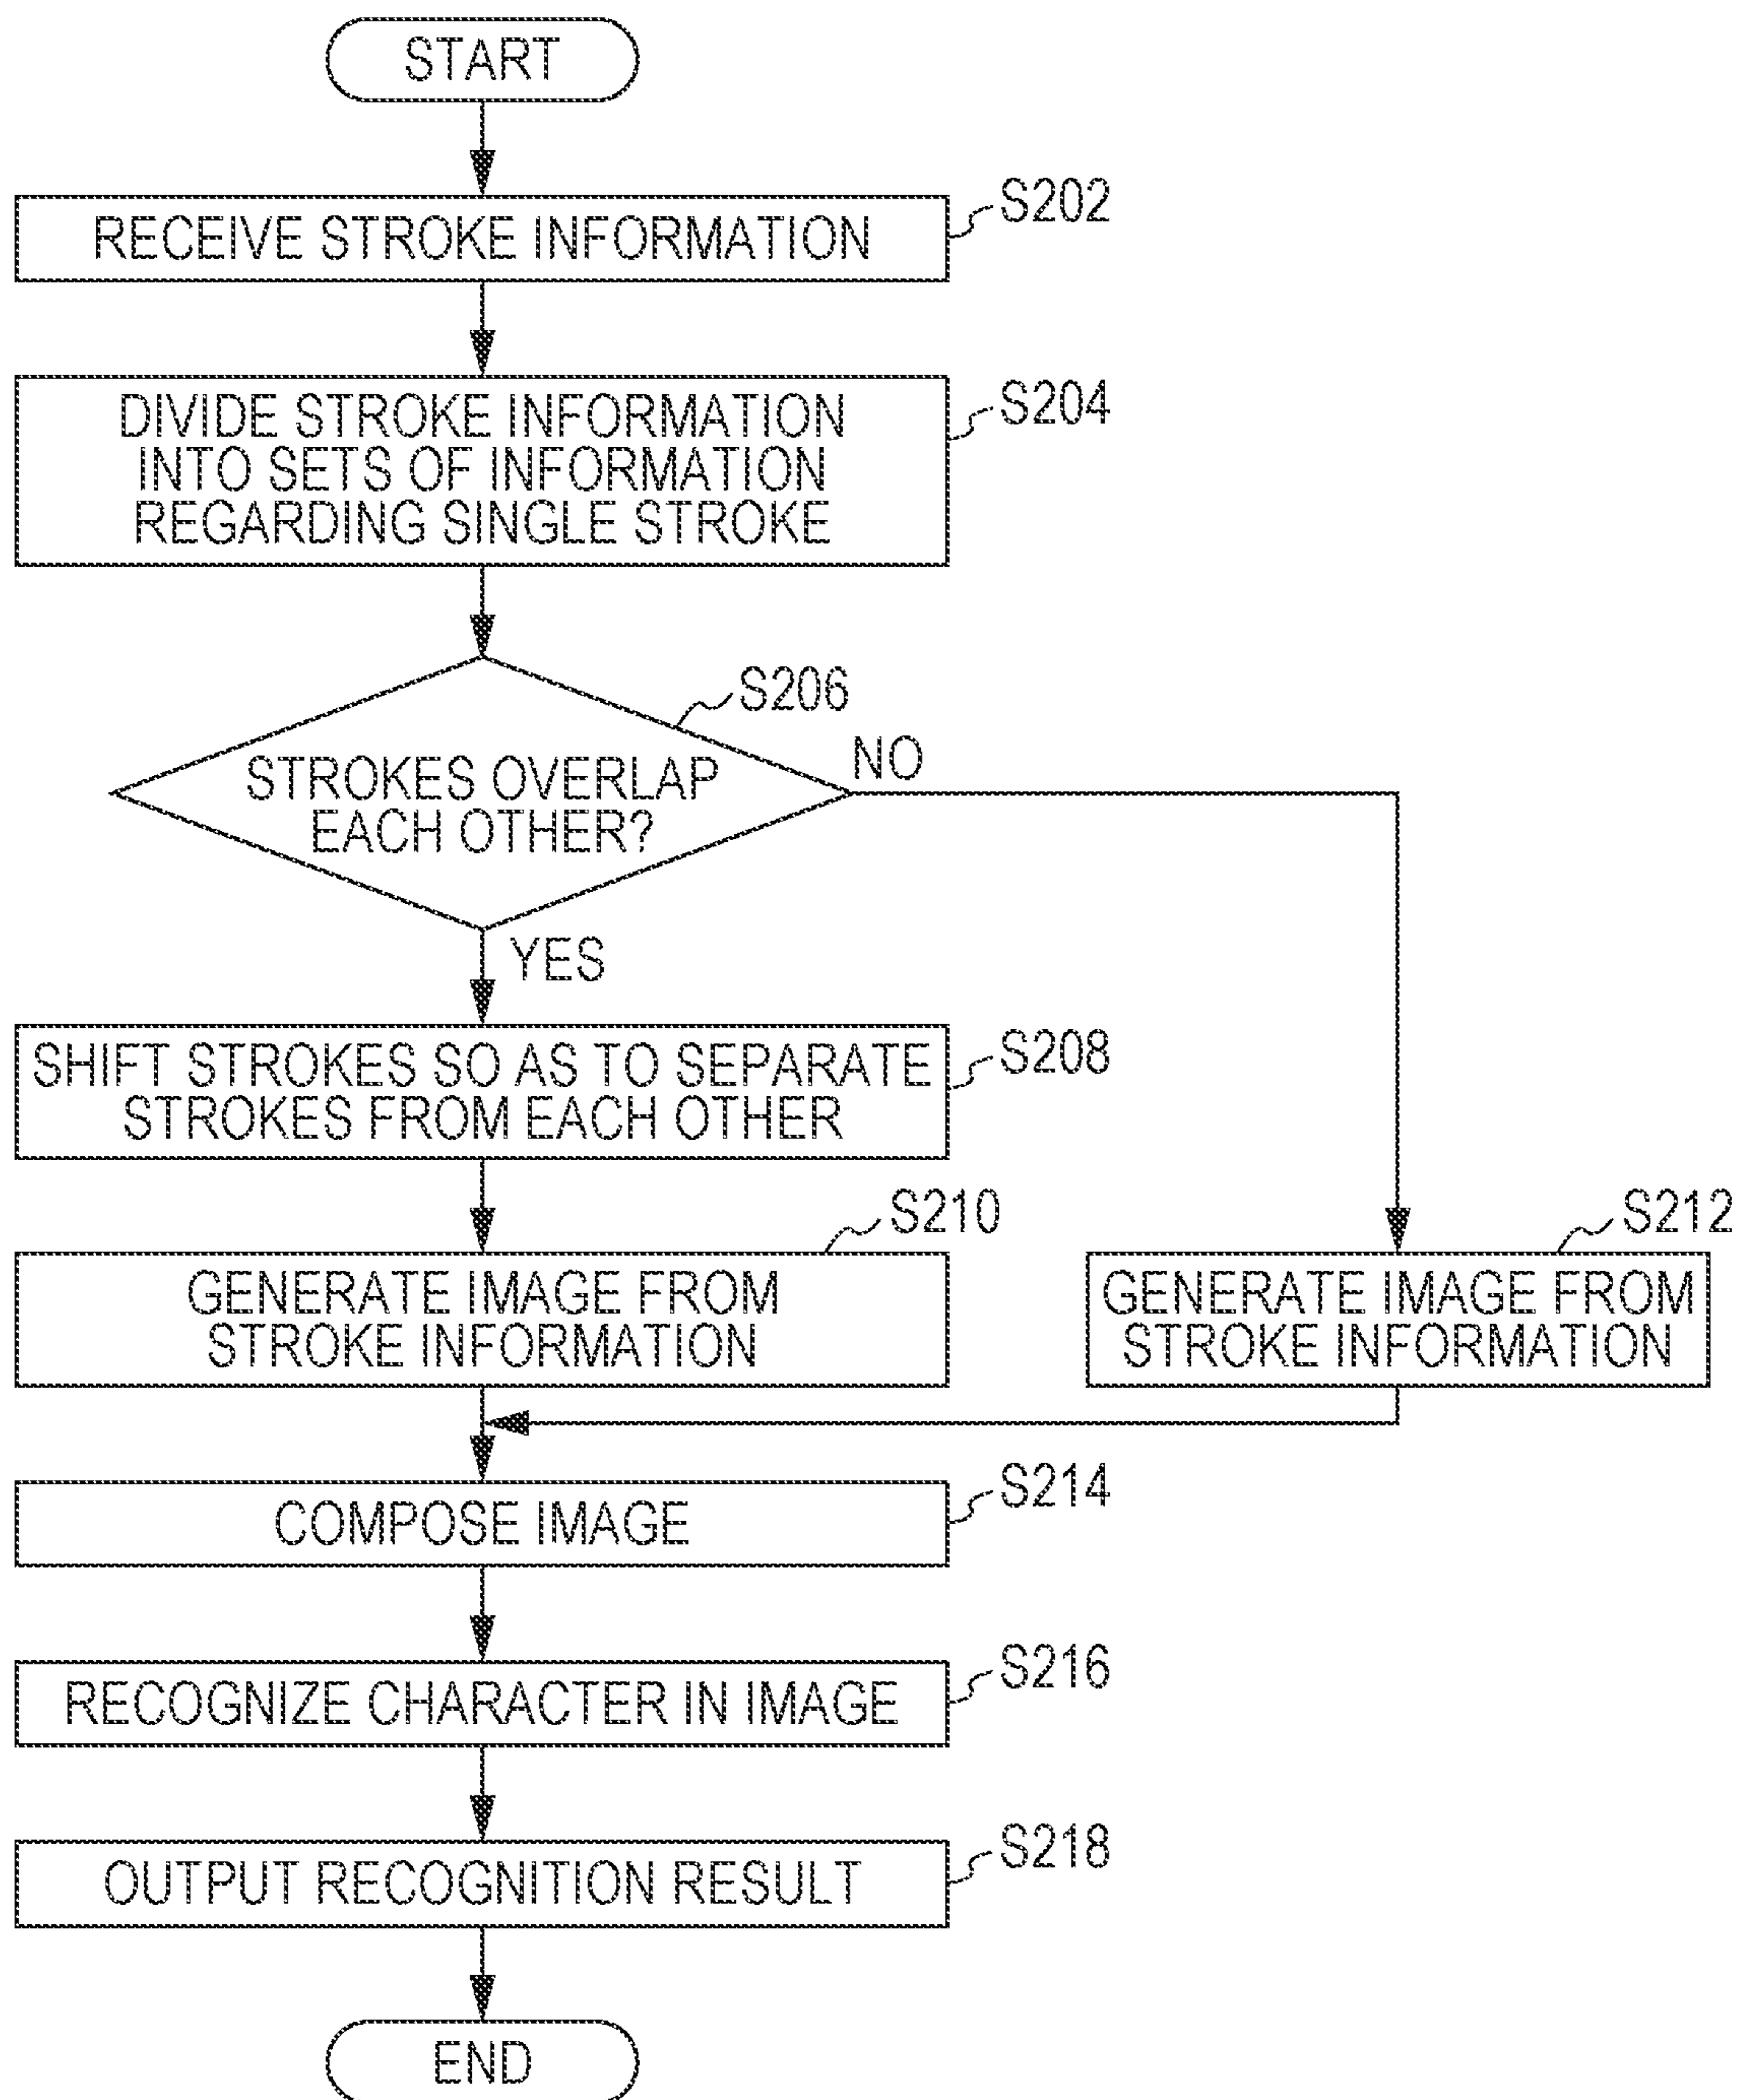 START
S202
RECEIVE STROKE INFORMATION
S204
DIVIDE STROKE INFORMATION
INTO SETS OF INFORMATION
REGARDING SINGLE STROKE
S206
NO
STROKES OVERLAP
EACH OTHER?
YES
S208
SHIFT STROKES SO AS TO SEPARATE
STROKES FROM EACH OTHER
S210
GENERATE IMAGE FROM
STROKE INFORMATION
S212
GENERATE IMAGE FROM
STROKE INFORMATION
S214
COMPOSE IMAGE
S216
RECOGNIZE CHARACTER IN IMAGE
S218
OUTPUT RECOGNITION RESULT
END